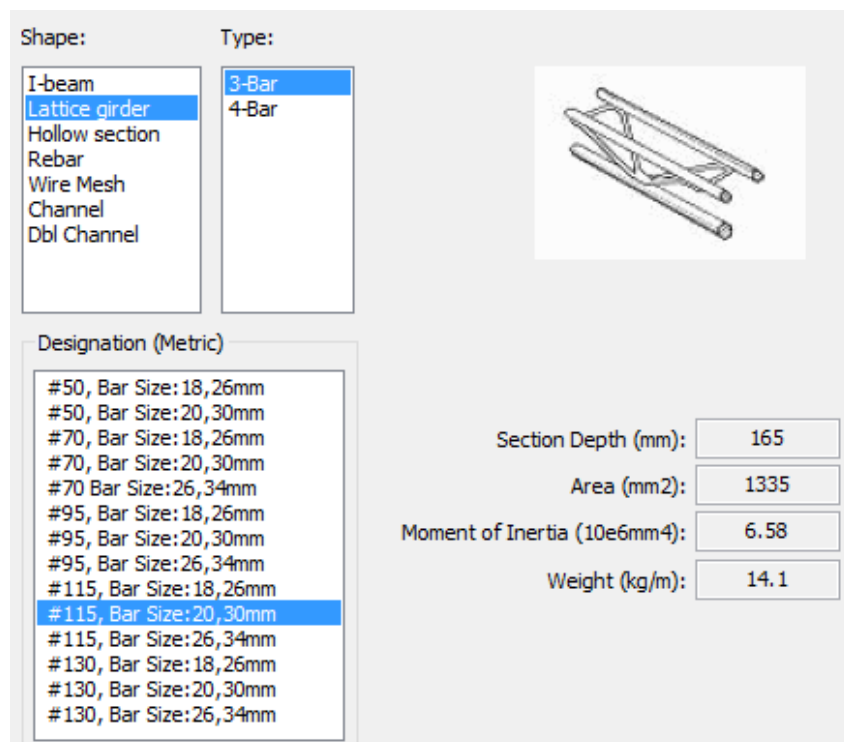 Shape:
Type:
I-beam
Lattice girder
Hollow section
Rebar
Wire Mesh
Channel
Dbl Channel
3-Bar
4-Bar
Designation (Metric)
#50, Bar Size:18,26mm
#50, Bar Size:20,30mm
#70, Bar Size:18,26mm
#70, Bar Size:20,30mm
#70 Bar Size:26,34mm
#95, Bar Size:18,26mm
#95, Bar Size:20,30mm
#95, Bar Size:26,34mm
#115, Bar Size:18,26mm
#115, Bar Size:20,30mm
#115, Bar Size:26,34mm
#130, Bar Size:18,26mm
#130, Bar Size:20,30mm
#130, Bar Size:26,34mm
Section Depth (mm): 165
Area (mm2): 1335
Moment of Inertia (10e6mm4): 6.58
Weight (kg/m): 14.1